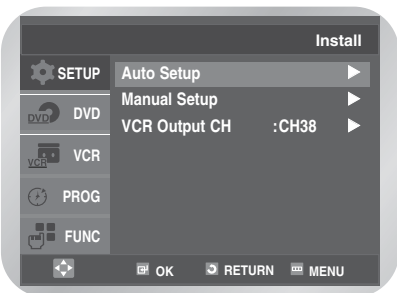 Install
SETUP
Auto Setup
Manual Setup
DVD DVD
VCR Output CH :CH38
VCR VCR
PROG
FUNC
OK RETURN MENU